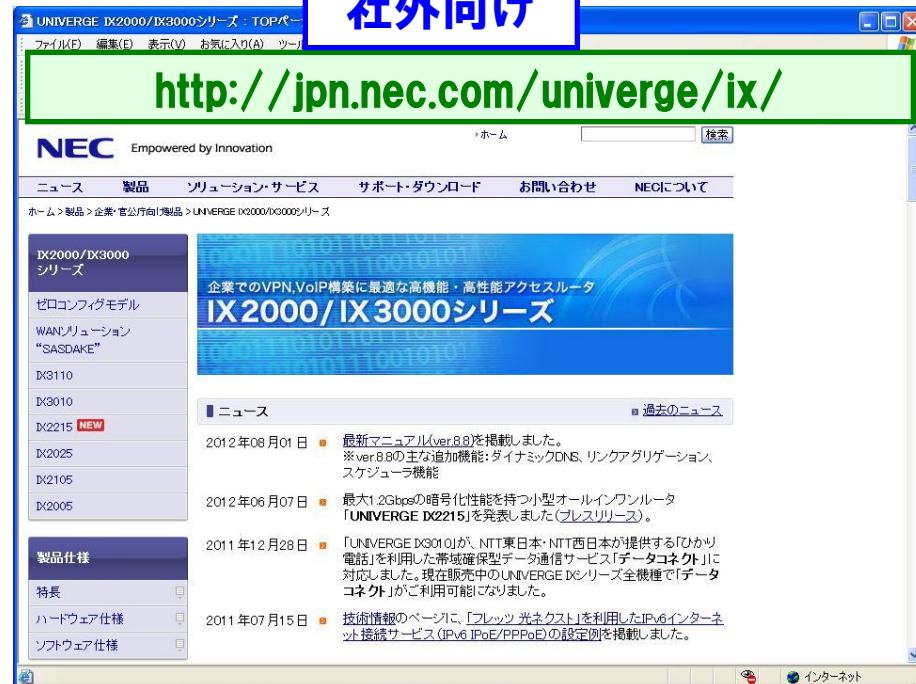 社外向け
UNIVERGE IX2000/IX3000シリーズ : TOPペー
ファイル(F) 編集(E) 表示(V) お気に入り(A) ツー
http://jpn.nec.com/univerge/ix/
NEC Empowered by Innovation
ホーム
検索
ニュース 製品 ソリューション・サービス サポート・ダウンロード お問い合わせ NECについて
ホーム > 製品 > 企業・官公庁向け製品 > UNIVERGE IX2000/IX3000シリーズ
IX2000/IX3000
シリーズ
ゼロコンフィグモデル
WANソリューション
“SASDAKE”
IX3110
IX3010
IX2215 NEW
IX2025
IX2105
IX2005
製品仕様
特長
ハードウェア仕様
ソフトウェア仕様
企業でのVPN,VoIP構築に最適な高機能・高性能アクセスルータ
IX2000/IX3000シリーズ
ニュース 過去のニュース
2012年08月01日 最新マニュアル(ver.8.8)を掲載しました。
※ver.8.8の主な追加機能：ダイナミックDNS、リンクアグリゲーション、
スケジューラ機能
2012年06月07日 最大1.2Gbpsの暗号化性能を持つ小型オールインワンルータ
「UNIVERGE IX2215」を発表しました(プレスリリース)。
2011年12月28日 「UNIVERGE IX3010」が、NTT東日本・NTT西日本が提供する「ひかり
電話」を利用した帯域確保型データ通信サービス「データコネクト」に
対応しました。現在販売中のUNIVERGE IXシリーズ全機種で「データ
コネクト」がご利用可能になりました。
2011年07月15日 技術情報のページに、「フレッツ 光ネクスト」を利用したIPv6インターネ
ット接続サービス(IPv6 IPoE/PPPoE)の設定例を掲載しました。
インターネット